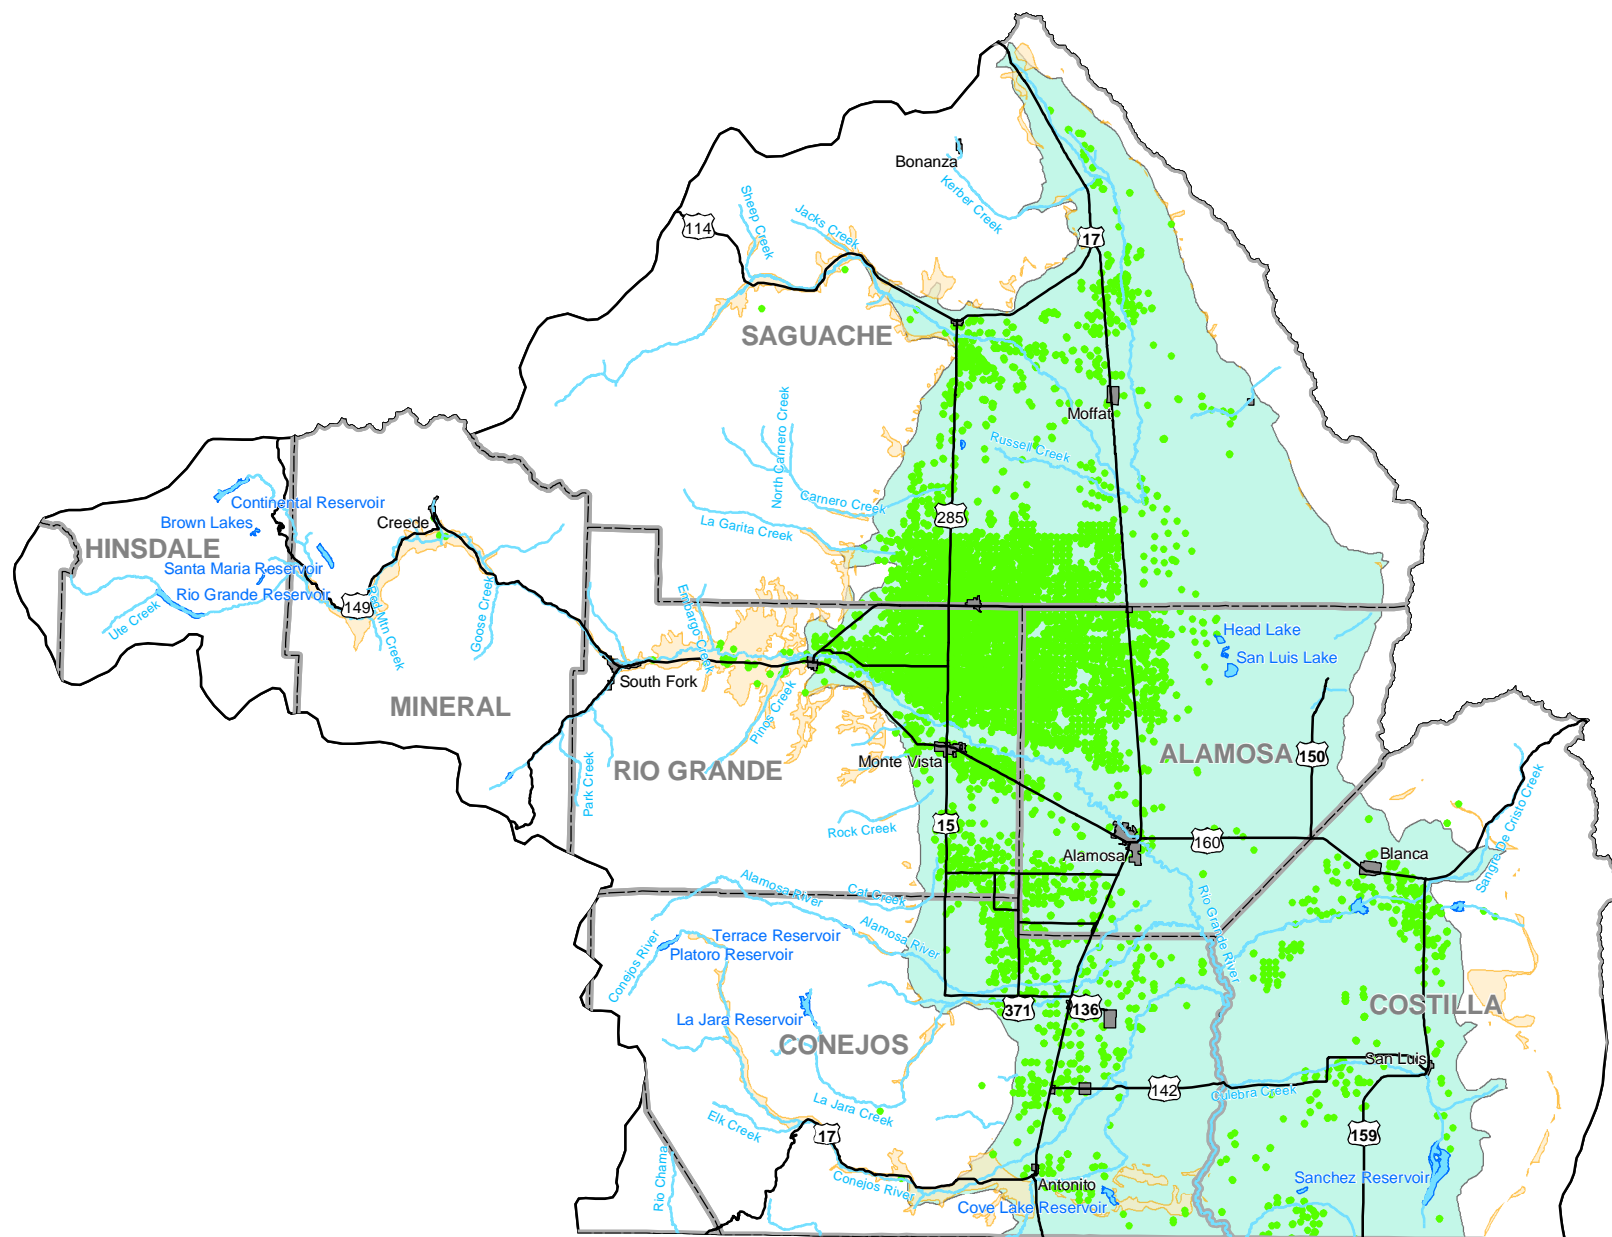 Bonanza
Kerber Creek
Sheep Creek
Jacks Creek
114
17
SAGUACHE
Moffat
North Carnero Creek
Russell Creek
Carnero Creek
La Garita Creek
285
Continental Reservoir
Brown Lakes
Creede
HINSDALE
Santa Maria Reservoir
Rio Grande Reservoir
149
Ute Creek
Red Mtn Creek
Goose Creek
Embargo Creek
Head Lake
San Luis Lake
South Fork
Pinos Creek
MINERAL
RIO GRANDE
Monte Vista
ALAMOSA
150
Park Creek
Rock Creek
15
Alamosa
160
Blanca
Sangre De Cristo Creek
Alamosa River
Cat Creek
Rio Grande River
Alamosa River
Terrace Reservoir
Platoro Reservoir
Conejos River
La Jara Reservoir
371
136
COSTILLA
CONEJOS
San Luis
142
Culebra Creek
La Jara Creek
Elk Creek
17
159
Rio Chama
Conejos River
Antonito
Sanchez Reservoir
Cove Lake Reservoir